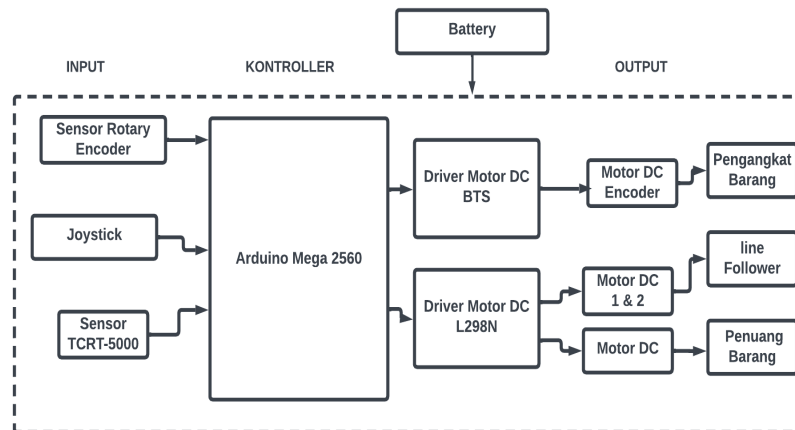 Battery
INPUT
KONTROLLER
OUTPUT
Sensor Rotary
Encoder
Joystick
Sensor
TCRT-5000
Arduino Mega 2560
Driver Motor DC
BTS
Driver Motor DC
L298N
Motor DC
Encoder
Motor DC
1 & 2
Motor DC
Pengangkat
Barang
line
Follower
Penuang
Barang